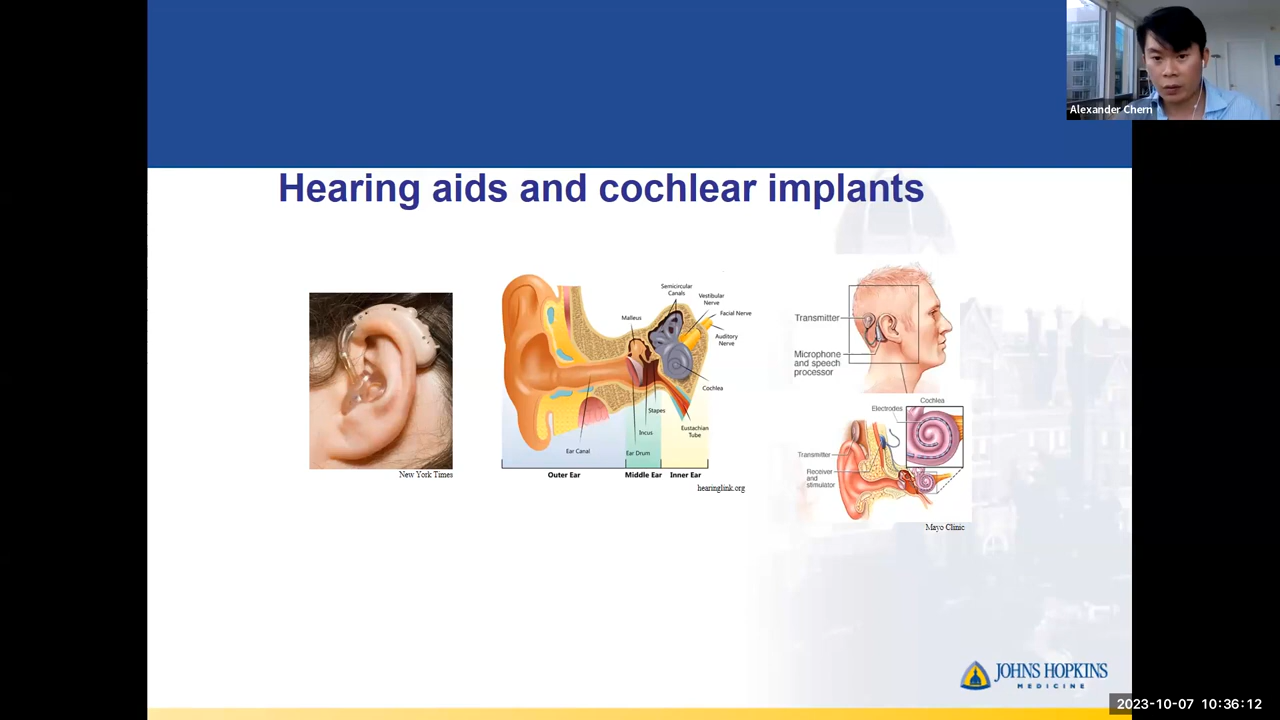 Alexander Chern
Hearing aids and cochlear implants
New York Times
Semicircular
Canals
Vestibular
Nerve
Malleus
Facial Nerve
Auditory
Nerve
Cochlea
Stapes
Eustachian
Tube
Incus
Ear Canal
Ear Drum
Outer Ear
Middle Ear
Inner Ear
hearinglink.org
Transmitter
Microphone
and speech
processor
Cochlea
Electrodes
Transmitter
Receiver
and
stimulator
Mayo Clinic
JOHNS HOPKINS
MEDICINE
2023-10-07 10:36:12